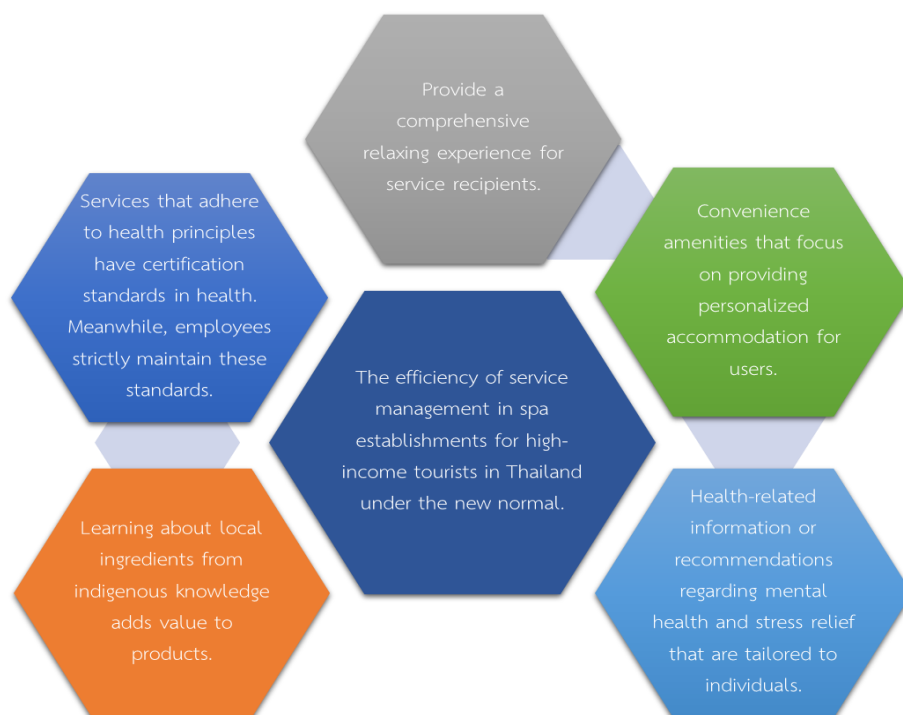 Provide a
comprehensive
relaxing experience for
service recipients.
Services that adhere
to health principles
have certification
standards in health.
Meanwhile, employees
strictly maintain these
standards.
Convenience
amenities that focus
on providing
personalized
accommodation for
users.
The efficiency of service
management in spa
establishments for high-
income tourists in Thailand
under the new normal.
Learning about local
ingredients from
indigenous knowledge
adds value to
products.
Health-related
information or
recommendations
regarding mental
health and stress relief
that are tailored to
individuals.